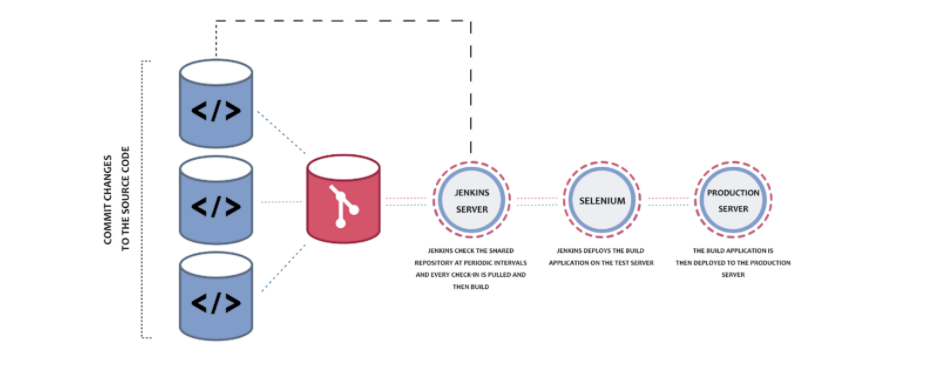 COMMIT CHANGES
TO THE SOURCE CODE
</>
</>
</>
JENKINS
SERVER
SELENIUM
PRODUCTION
SERVER
JENKINS CHECK THE SHARED
REPOSITORY AT PERIODIC INTERVALS
AND EVERY CHECK-IN IS PULLED AND
THEN BUILD
JENKINS DEPLOYS THE BUILD
APPLICATION ON THE TEST SERVER
THE BUILD APPLICATION IS
THEN DEPLOYED TO THE PRODUCTION
SERVER